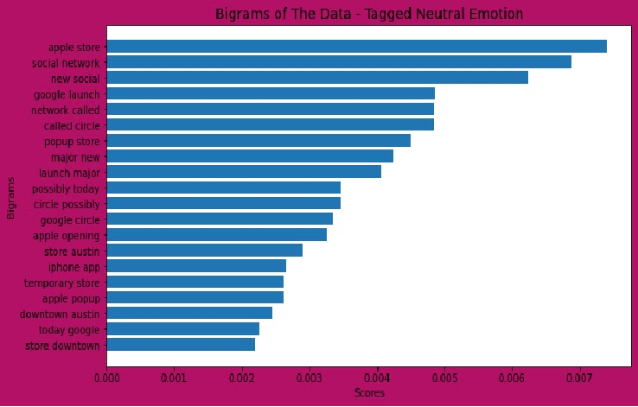 Bigrams of The Data - Tagged Neutral Emotion
apple store
social network
new social
google launch
network called
called circle
popup store
major new
launch major
possibly today
circle possibly
google circle
apple opening
store austin
iphone app
temporary store
apple popup
downtown austin
today google
store downtown
Bigrams
0.000 0.001 0.002 0.003 0.004 0.005 0.006 0.007
Scores